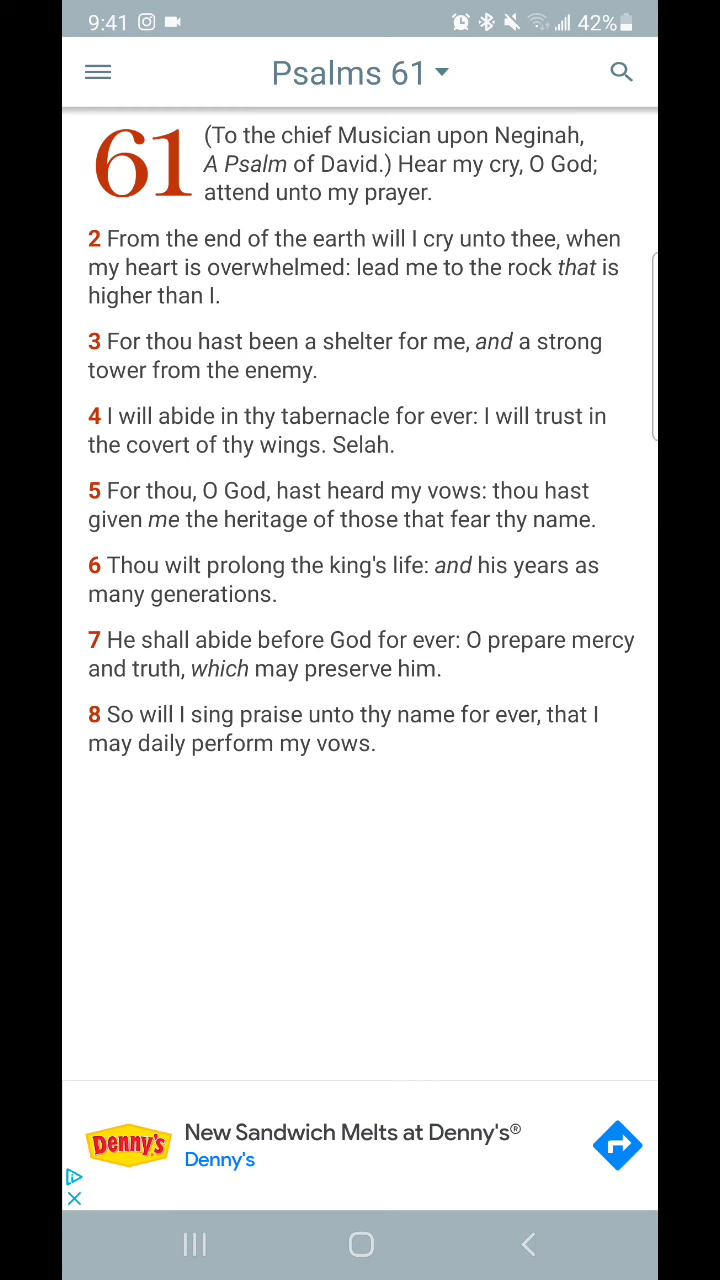 9:41 42%
Psalms 61
61 (To the chief Musician upon Neginah,
A Psalm of David.) Hear my cry, O God;
attend unto my prayer.
2 From the end of the earth will I cry unto thee, when
my heart is overwhelmed: lead me to the rock that is
higher than I.
3 For thou hast been a shelter for me, and a strong
tower from the enemy.
4 I will abide in thy tabernacle for ever: I will trust in
the covert of thy wings. Selah.
5 For thou, O God, hast heard my vows: thou hast
given me the heritage of those that fear thy name.
6 Thou wilt prolong the king's life: and his years as
many generations.
7 He shall abide before God for ever: O prepare mercy
and truth, which may preserve him.
8 So will I sing praise unto thy name for ever, that I
may daily perform my vows.
Denny's
New Sandwich Melts at Denny's®
Denny's